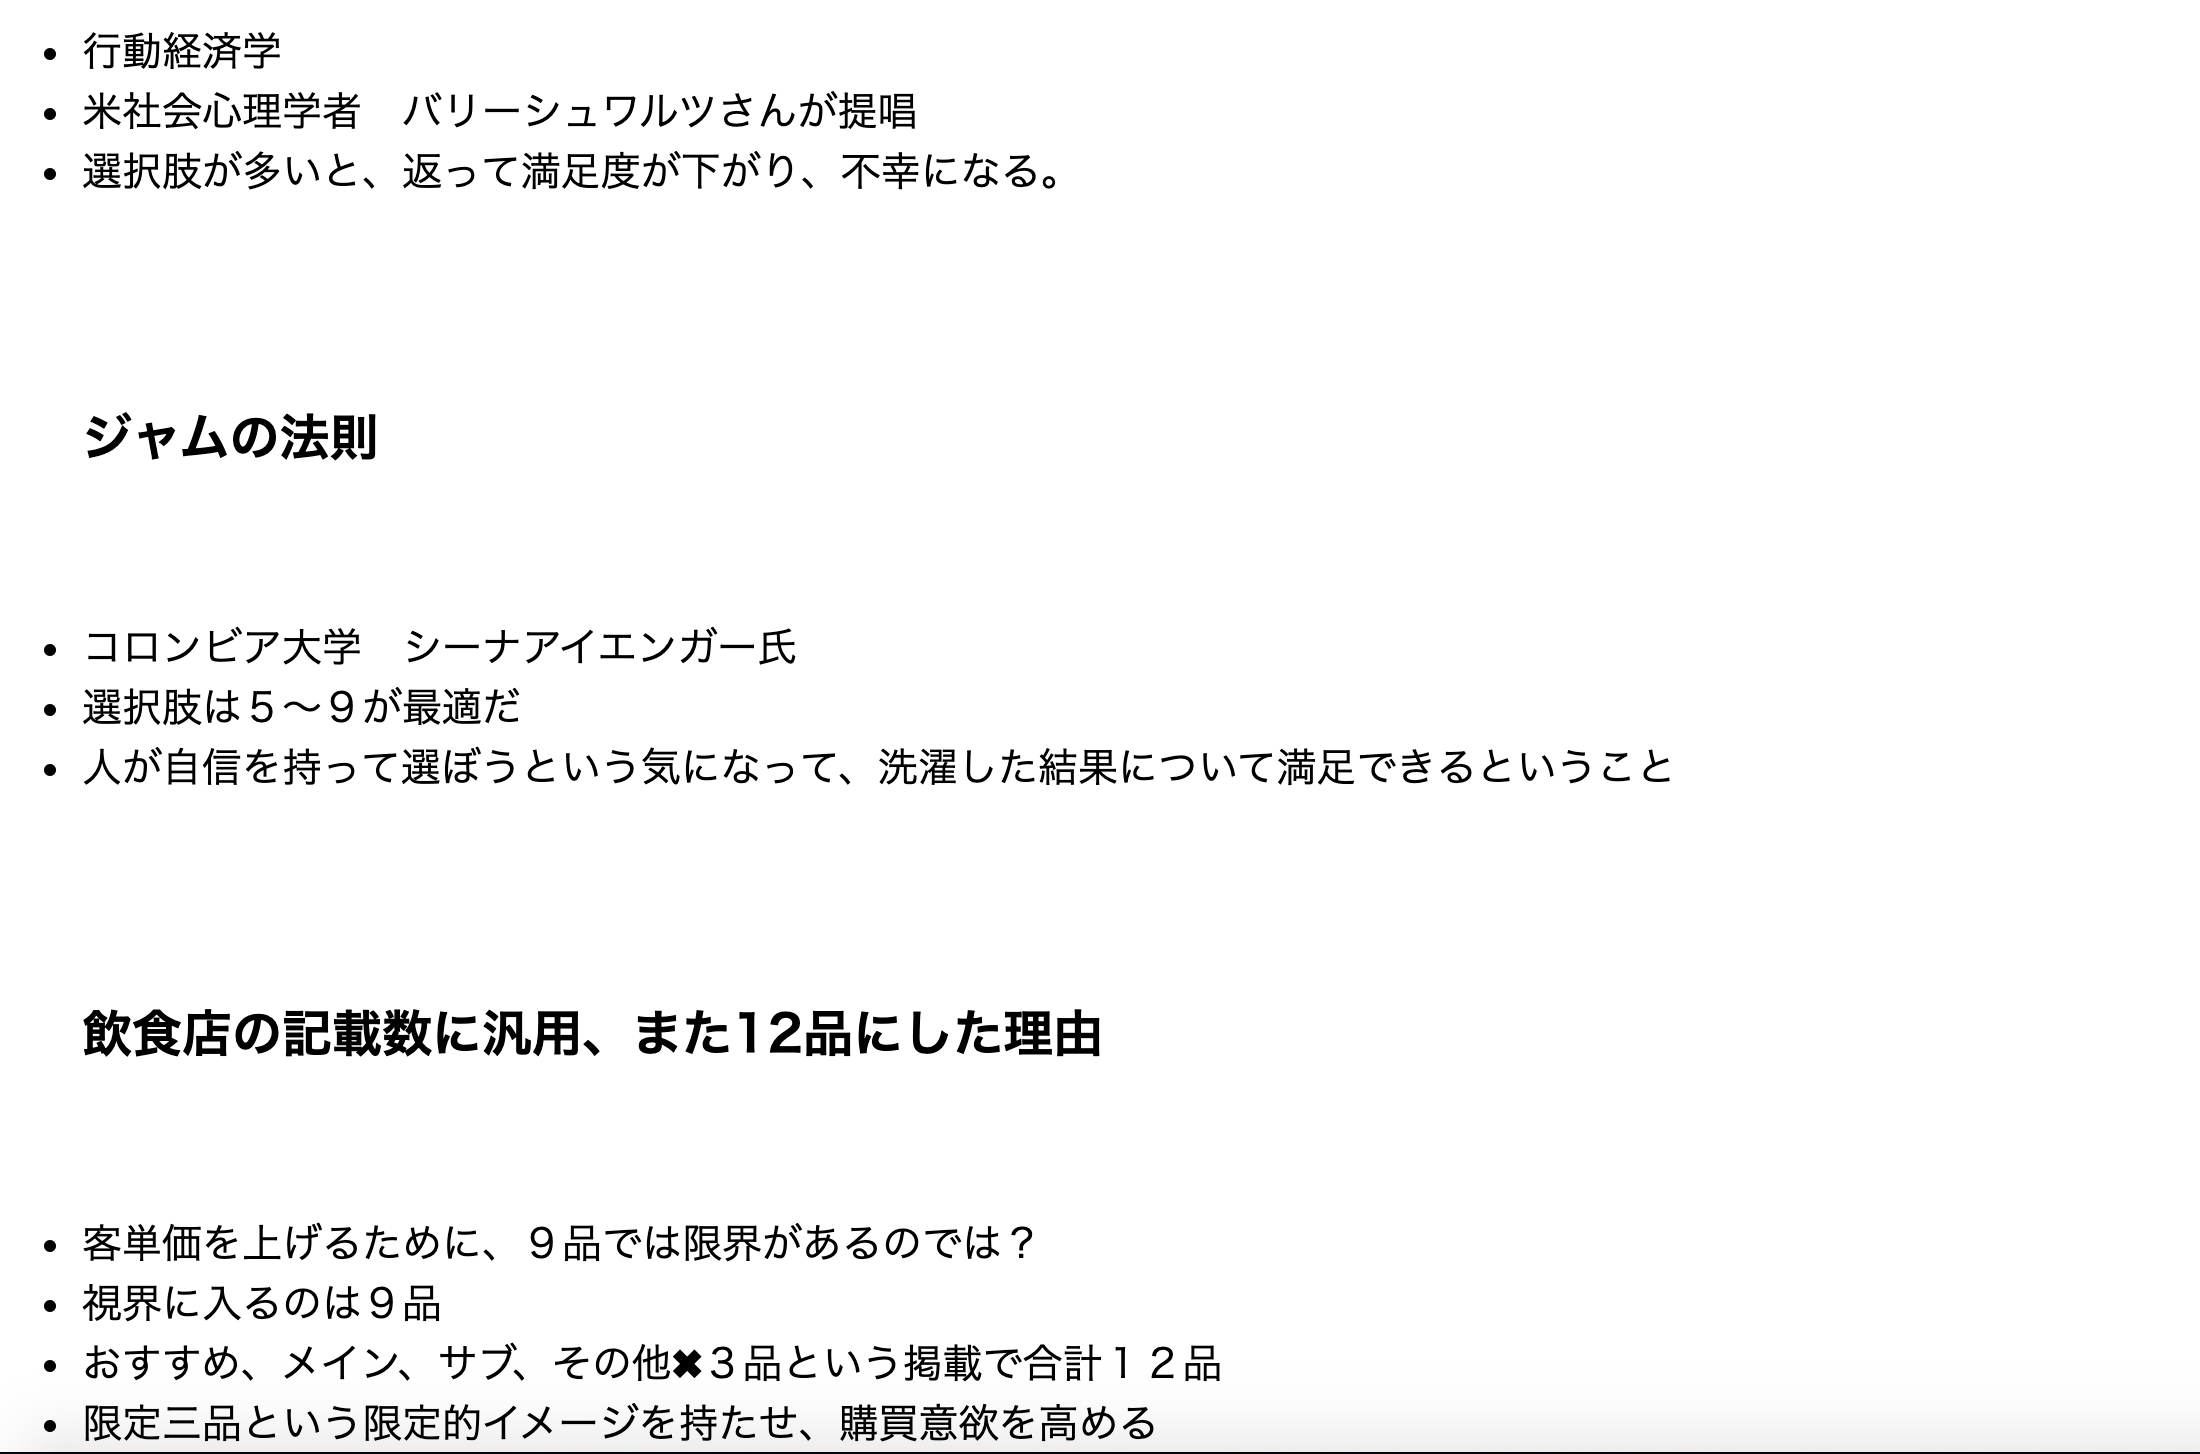 • 行動経済学
• 米社会心理学者　バリーシュワルツさんが提唱
• 選択肢が多いと、返って満足度が下がり、不幸になる。
ジャムの法則
• コロンビア大学　シーナアイエンガー氏
• 選択肢は５〜９が最適だ
• 人が自信を持って選ぼうという気になって、洗濯した結果について満足できるということ
飲食店の記載数に汎用、また12品にした理由
• 客単価を上げるために、９品では限界があるのでは？
• 視界に入るのは９品
• おすすめ、メイン、サブ、その他✖３品という掲載で合計１２品
• 限定三品という限定的イメージを持たせ、購買意欲を高める